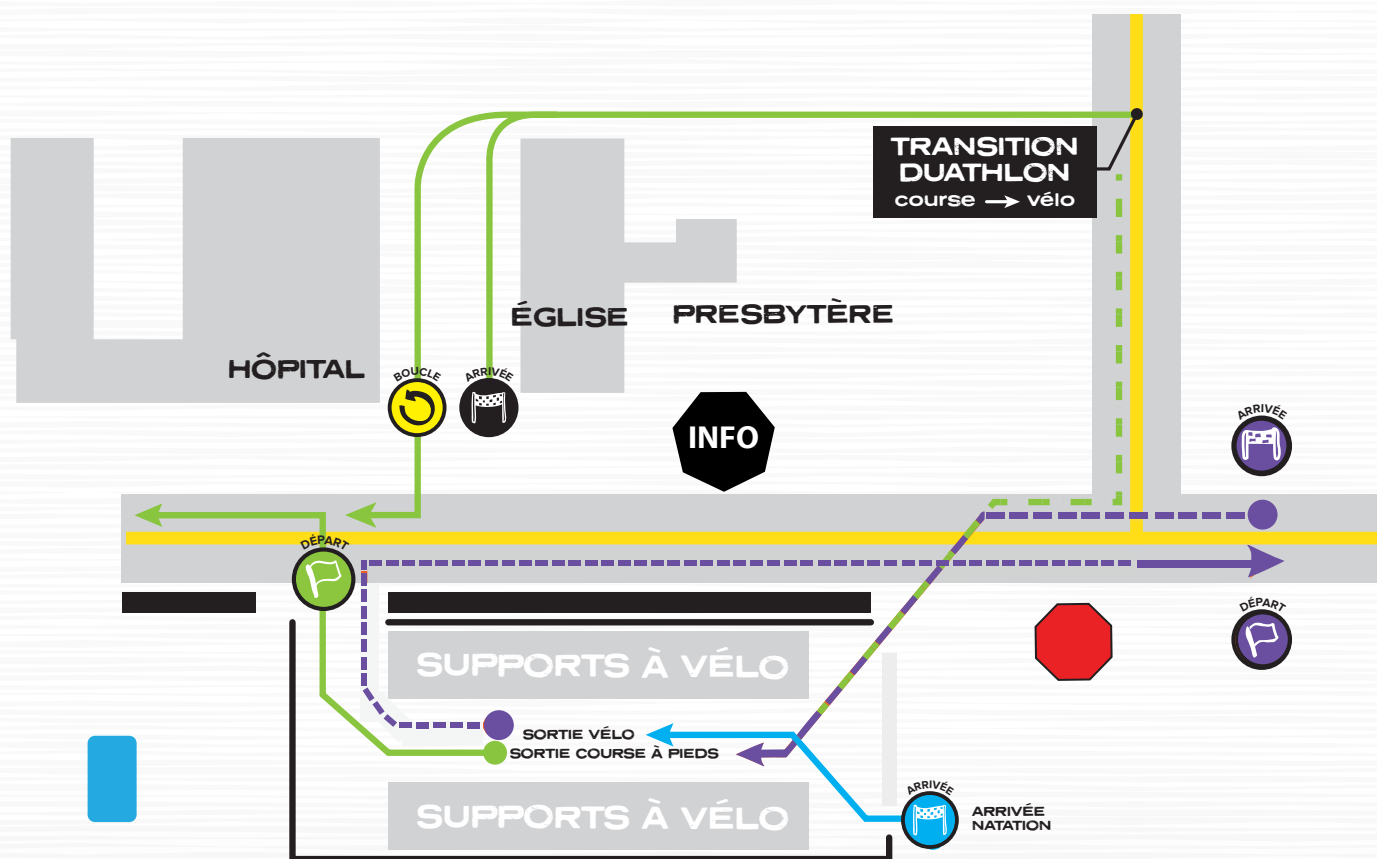 TRANSITION
DUATHLON
course → vélo
ÉGLISE
PRESBYTÈRE
HÔPITAL
BOUCLE
ARRIVÉE
INFO
ARRIVÉE
DÉPART
DÉPART
SUPPORTS À VÉLO
SORTIE VÉLO
SORTIE COURSE À PIEDS
SUPPORTS À VÉLO
ARRIVÉE
ARRIVÉE
NATATION